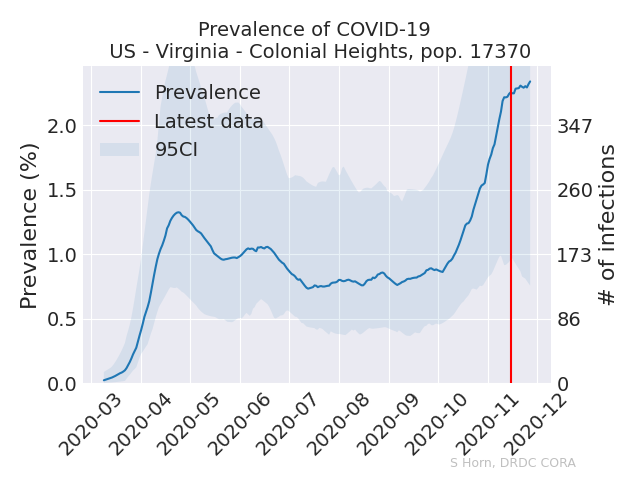 Prevalence of COVID-19
US - Virginia - Colonial Heights, pop. 17370
Prevalence
Latest data
95CI
Prevalence (%)
2.0
1.5
1.0
0.5
0.0
347
260
173
86
0
# of infections
2020-03
2020-04
2020-05
2020-06
2020-07
2020-08
2020-09
2020-10
2020-11
2020-12
S Horn, DRDC CORA